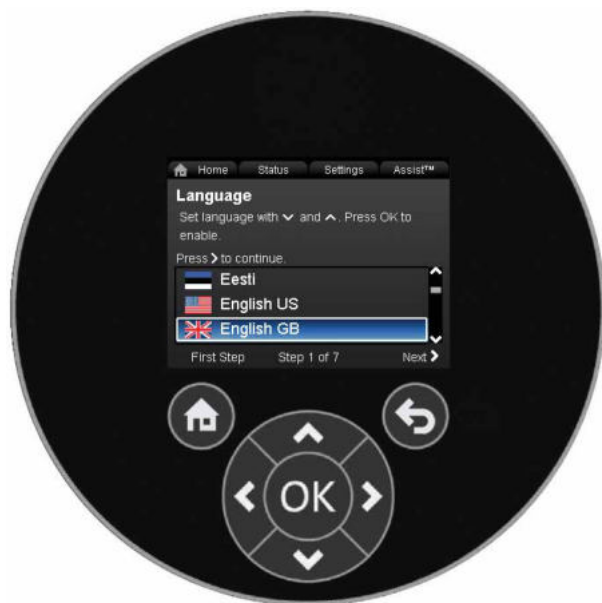 Home Status Settings Assist™
Language
Set language with and . Press OK to
enable.
Press to continue.
Eesti
English US
English GB
First Step Step 1 of 7 Next
OK